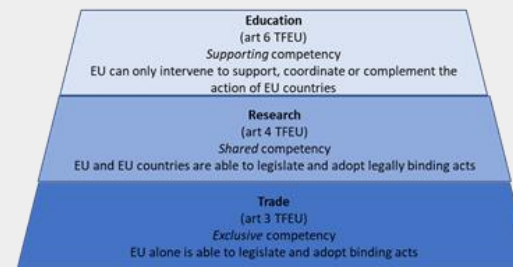 Education
(art 6 TFEU)
Supporting competency
EU can only intervene to support, coordinate or complement the
action of EU countries
Research
(art 4 TFEU)
Shared competency
EU and EU countries are able to legislate and adopt legally binding acts
Trade
(art 3 TFEU)
Exclusive competency
EU alone is able to legislate and adopt binding acts